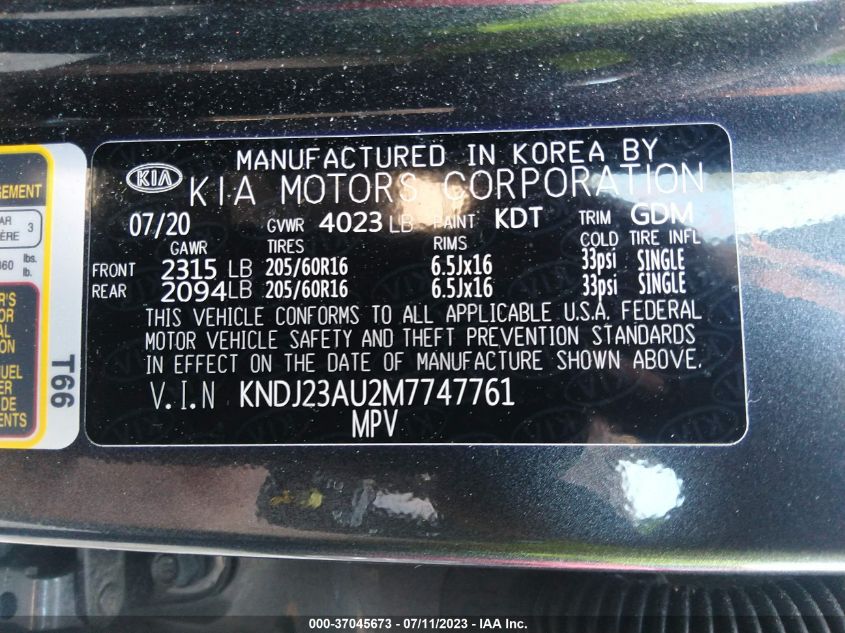 MANUFACTURED IN KOREA BY
KIA KIA MOTORS CORPORATION
07/20 GVWR 4023 LB PAINT KDT TRIM GDM
GAWR TIRES RIMS COLD TIRE INFL
FRONT 2315 LB 205/60R16 6.5Jx16 33psi SINGLE
REAR 2094 LB 205/60R16 6.5Jx16 33psi SINGLE
THIS VEHICLE CONFORMS TO ALL APPLICABLE U.S.A. FEDERAL
MOTOR VEHICLE SAFETY AND THEFT PREVENTION STANDARDS
IN EFFECT ON THE DATE OF MANUFACTURE SHOWN ABOVE.
V.I.N KNDJ23AU2M7747761
MPV
3
lbs.
lb.
T66
000-37045673 - 07/11/2023 - IAA Inc.